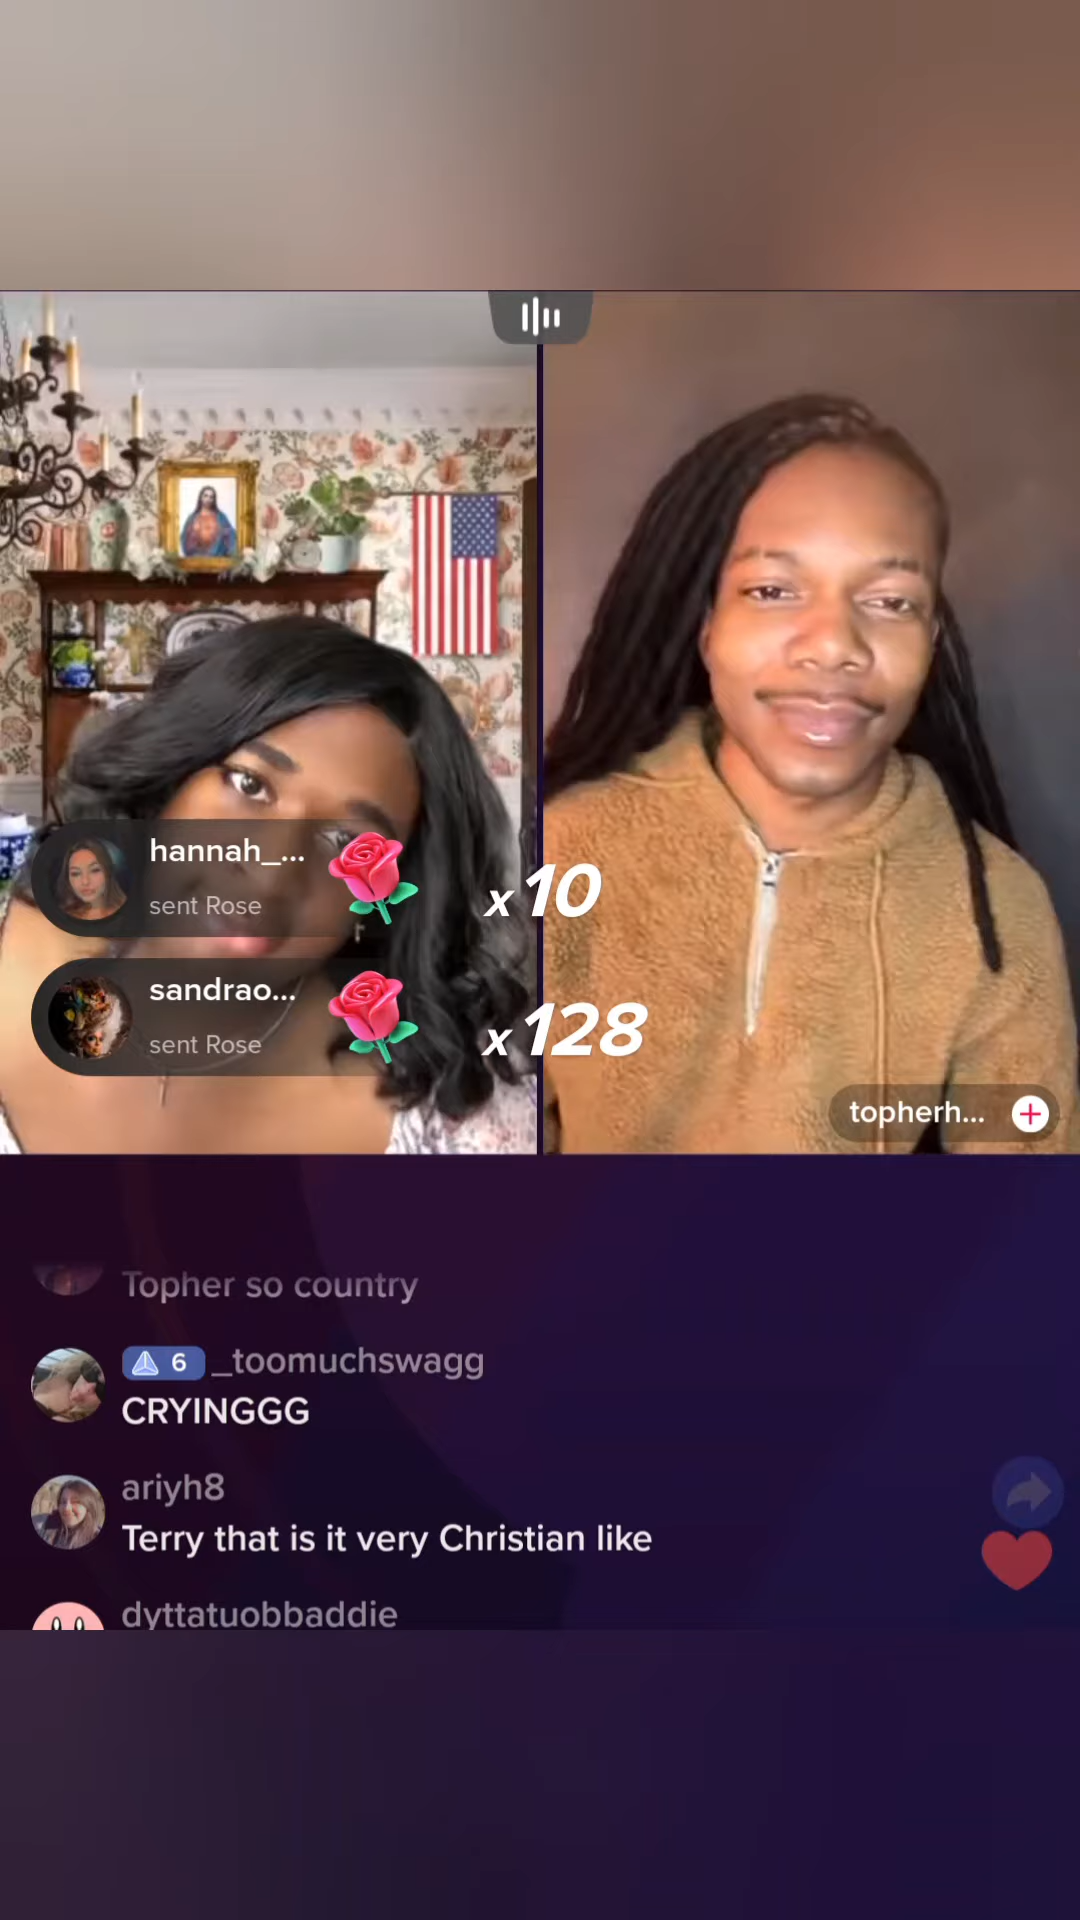 hannah_...
sent Rose
x10
sandrao...
sent Rose
x128
topherh...
Topher so country
6 _toomuchswagg
CRYINGGG
ariyh8
Terry that is it very Christian like
dyttatuobbaddie